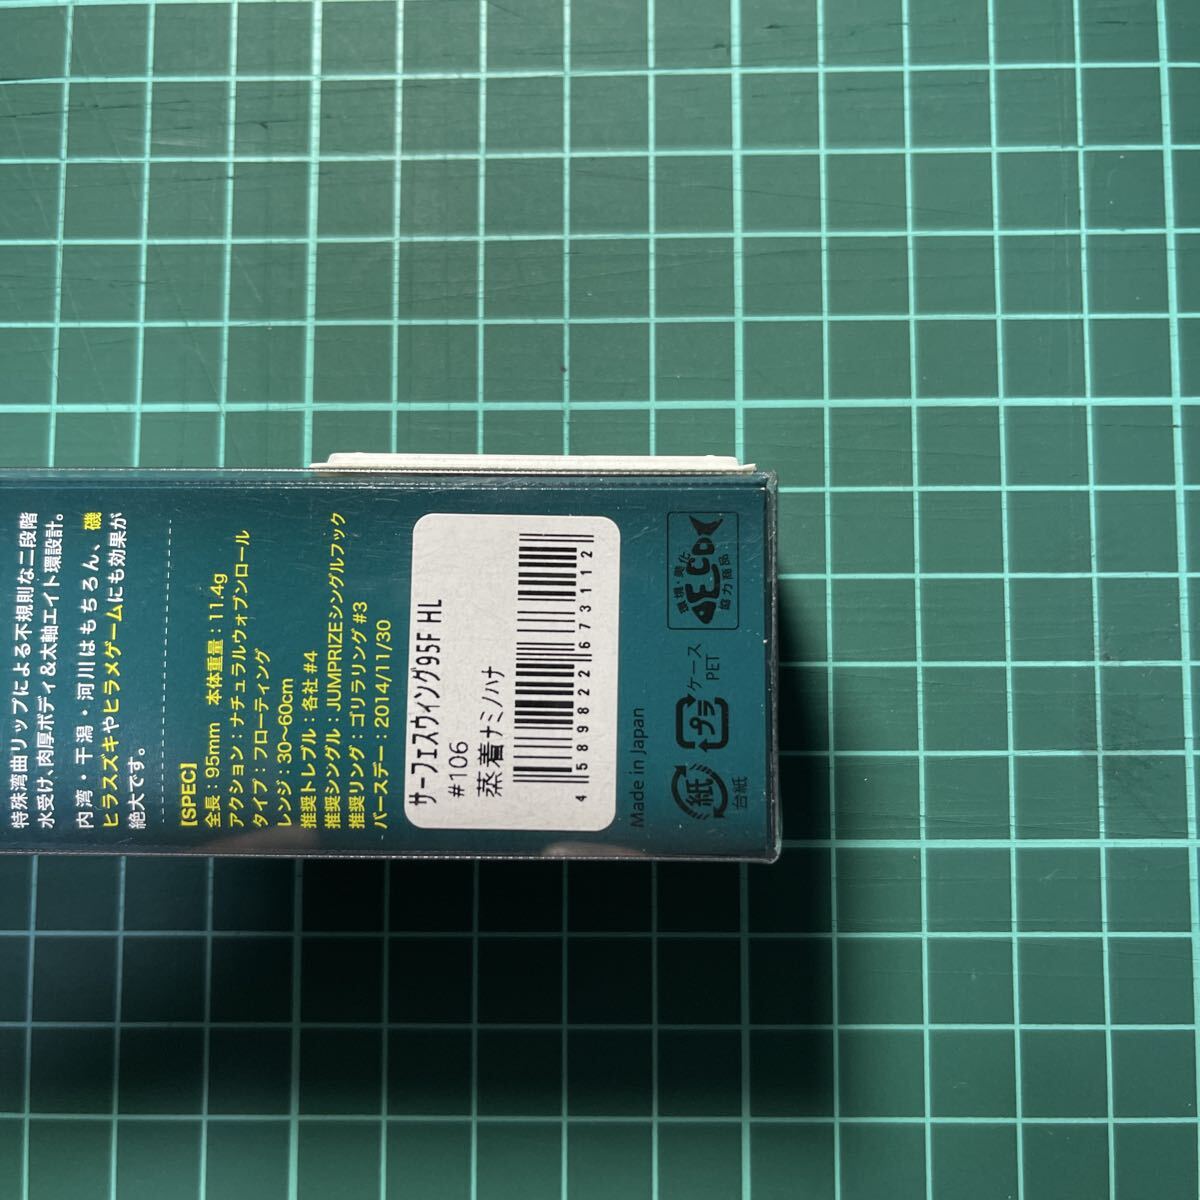 特殊湾曲リップによる不規則な二段階
水受け、肉厚ボディ＆太軸エイト環設計。
内湾・干潟・河川はもちろん、磯
ヒラスズキやヒラメゲームにも効果が
絶大です。
【SPEC】
全長：95mm 本体重量：11.4g
アクション：ナチュラルウォブンロール
タイプ：フローティング
レンジ：30〜60cm
推奨トレブル：各社#4
推奨シングル：JUMPRIZEシングルフック
推奨リング：ゴリラリング #3
バースデー：2014/11/30
サーフェスウィング95F HL
#106
蒸着ナミノハナ
4 589822 673112
Made in Japan
紙
台紙
プラ
ケース
PET
環境・美化
ECO
協力商品